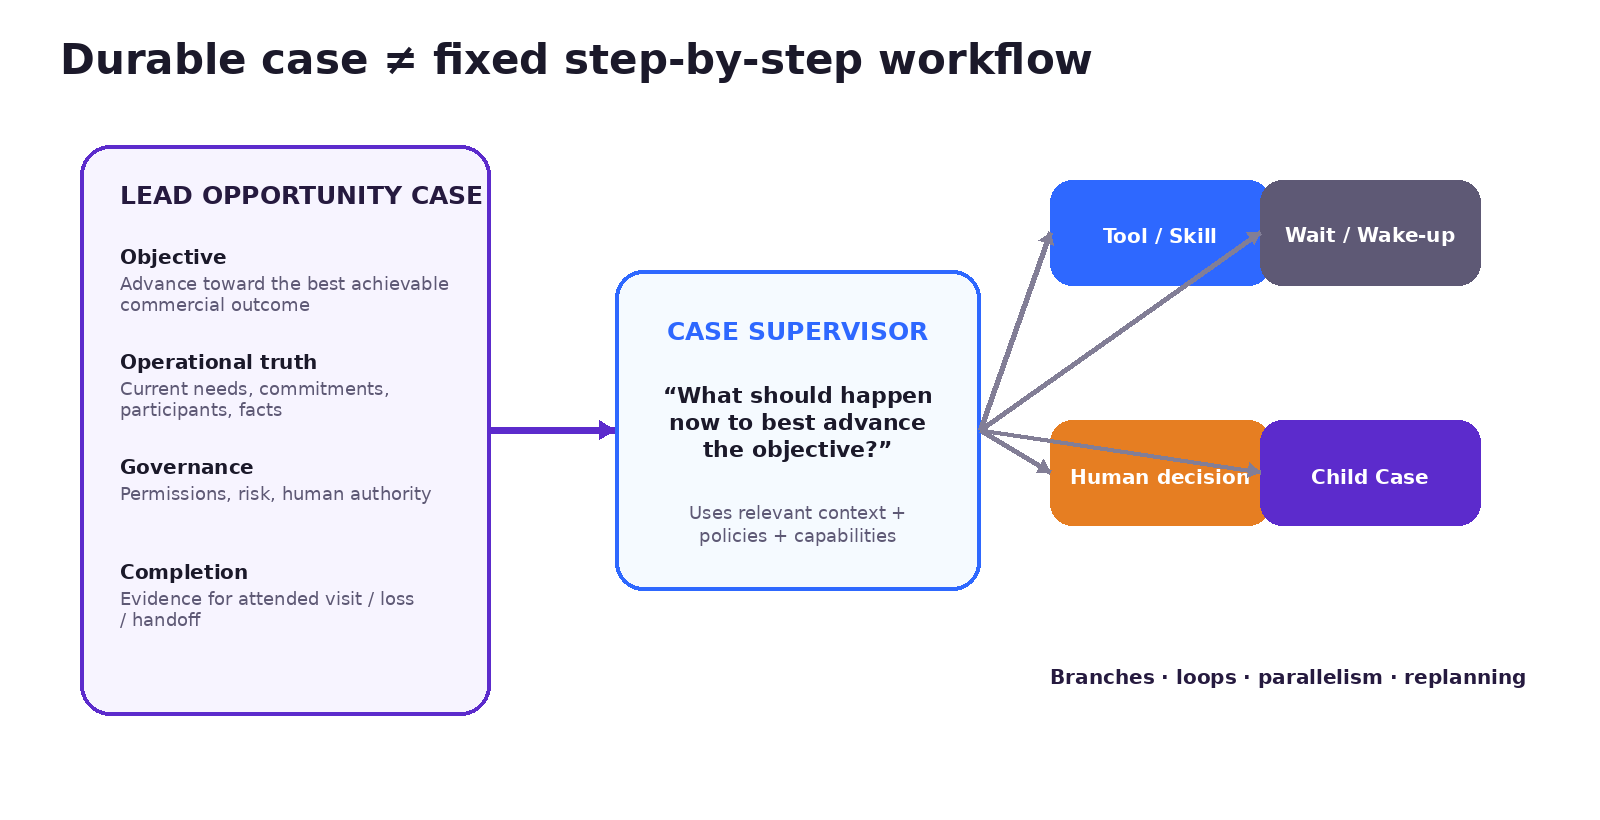 Durable case ≠ fixed step-by-step workflow
LEAD OPPORTUNITY CASE
Objective
Advance toward the best achievable
commercial outcome
Operational truth
Current needs, commitments,
participants, facts
Governance
Permissions, risk, human authority
Completion
Evidence for attended visit / loss
/ handoff
CASE SUPERVISOR
“What should happen
now to best advance
the objective?”
Uses relevant context +
policies + capabilities
Tool / Skill
Wait / Wake-up
Human decision
Child Case
Branches · loops · parallelism · replanning